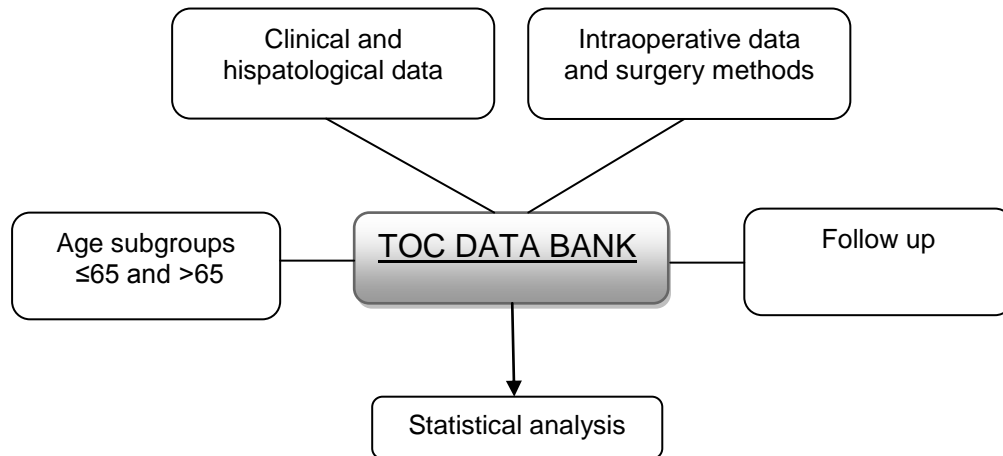 Clinical and
hispatological data
Intraoperative data
and surgery methods
Age subgroups
≤65 and >65
TOC DATA BANK
Follow up
Statistical analysis